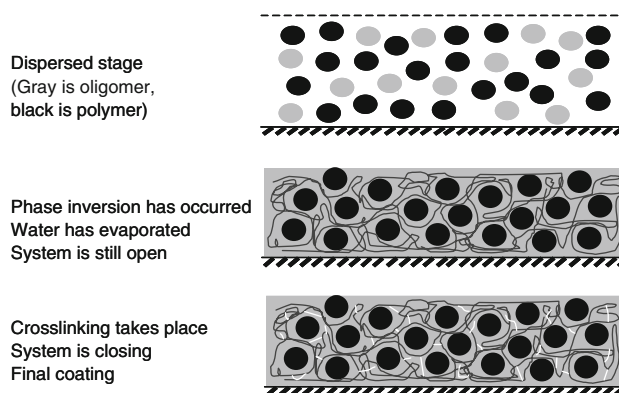 Dispersed stage
(Gray is oligomer,
black is polymer)
Phase inversion has occurred
Water has evaporated
System is still open
Crosslinking takes place
System is closing
Final coating